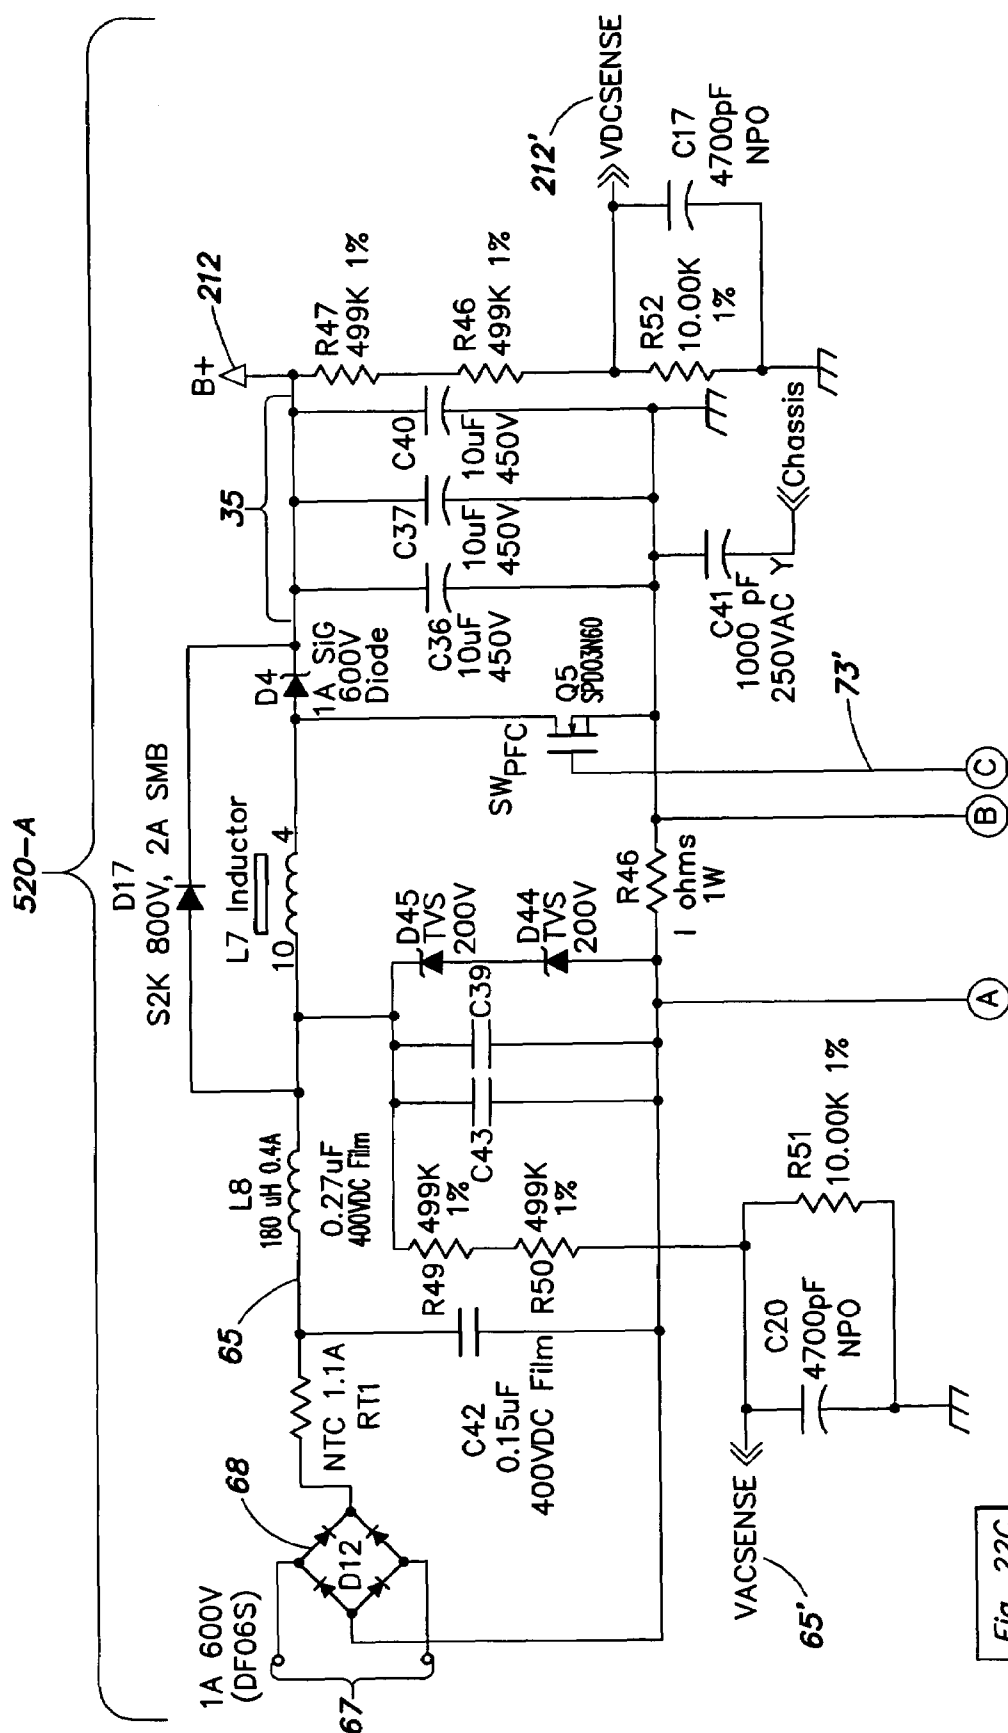 520-A
D17
S2K 800V, 2A SMB
1A 600V
(DF06S)
67
68
D12
NTC 1.1A
RT1
65
L8
180 uH 0.4A
L7 Inductor
10
4
D4
1A SiG
600V
Diode
35
B+
212
C42
0.15uF
400VDC Film
0.27uF
400VDC Film
R49
499K
1%
R50
499K
1%
C43
C39
D45
TVS
200V
D44
TVS
200V
SWPFC
Q5
SPD03N60
C36
10uF
450V
C37
10uF
450V
C40
10uF
450V
R47
499K 1%
R46
499K 1%
212'
VDCSENSE
R52
10.00K
1%
C17
4700pF
NPO
R46
1 ohms
1W
C41
1000 pF
250VAC Y
Chassis
73'
A
B
C
VACSENSE
65'
C20
4700pF
NPO
R51
10.00K 1%
Fig. 22C